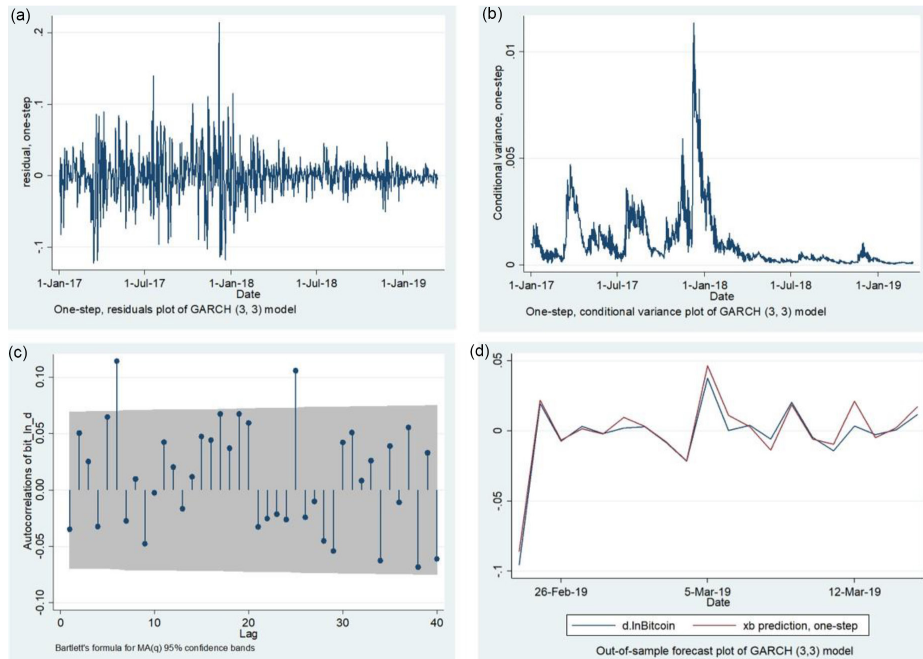 (a)
residual, one-step
.2
.1
0
-.1
1-Jan-17
1-Jul-17
1-Jan-18
1-Jul-18
1-Jan-19
Date
One-step, residuals plot of GARCH (3, 3) model
(b)
Conditional variance, one-step
.01
.005
0
1-Jan-17
1-Jul-17
1-Jan-18
1-Jul-18
1-Jan-19
Date
One-step, conditional variance plot of GARCH (3, 3) model
(c)
Autocorrelations of bit_ln_d
0.10
0.05
0.00
-0.05
-0.10
0
10
20
30
40
Lag
Bartlett's formula for MA(q) 95% confidence bands
(d)
.05
0
-.05
-.1
26-Feb-19
5-Mar-19
12-Mar-19
Date
d.lnBitcoin
xb prediction, one-step
Out-of-sample forecast plot of GARCH (3,3) model